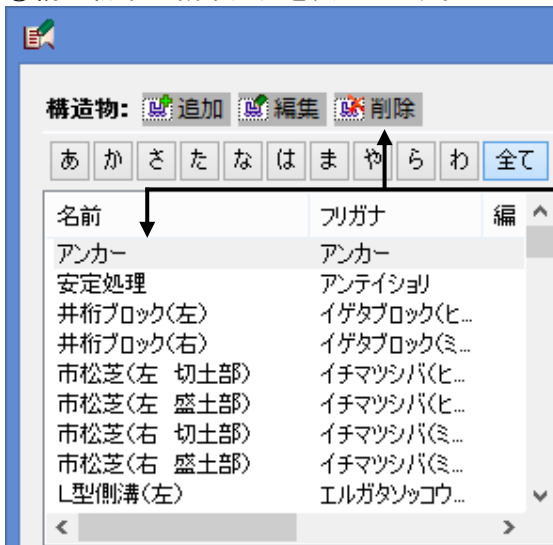 構造物: 追加 編集 削除
あ か さ た な は ま や ら わ 全て
名前 フリガナ 編
アンカー アンカー
安定処理 アンテイショリ
井桁ブロック(左) イゲタブロック(ヒ...
井桁ブロック(右) イゲタブロック(ミ...
市松芝(左 切土部) イチマツシバ(ヒ...
市松芝(左 盛土部) イチマツシバ(ヒ...
市松芝(右 切土部) イチマツシバ(ミ...
市松芝(右 盛土部) イチマツシバ(ミ...
L型側溝(左) エルガタソッコウ...